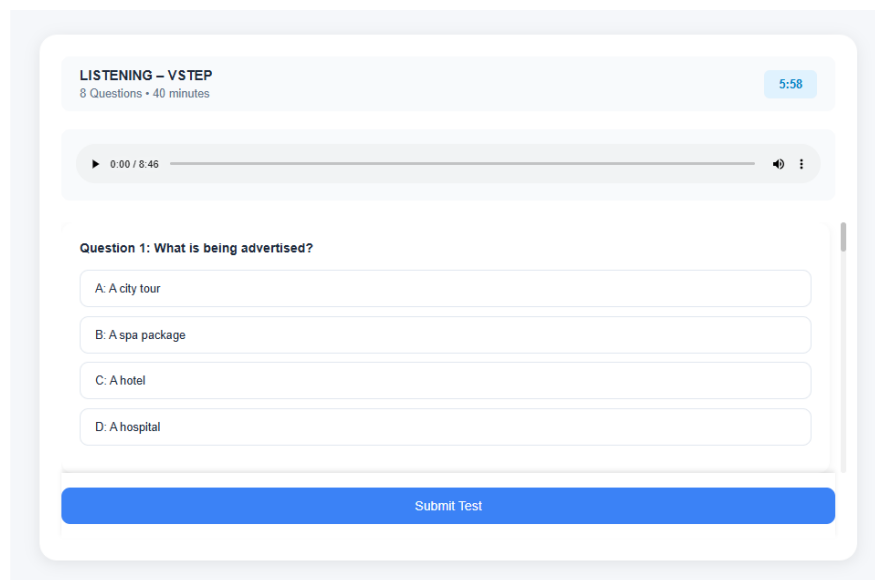 LISTENING – VSTEP
8 Questions • 40 minutes
5:58
0:00 / 8:46
Question 1: What is being advertised?
A: A city tour
B: A spa package
C: A hotel
D: A hospital
Submit Test